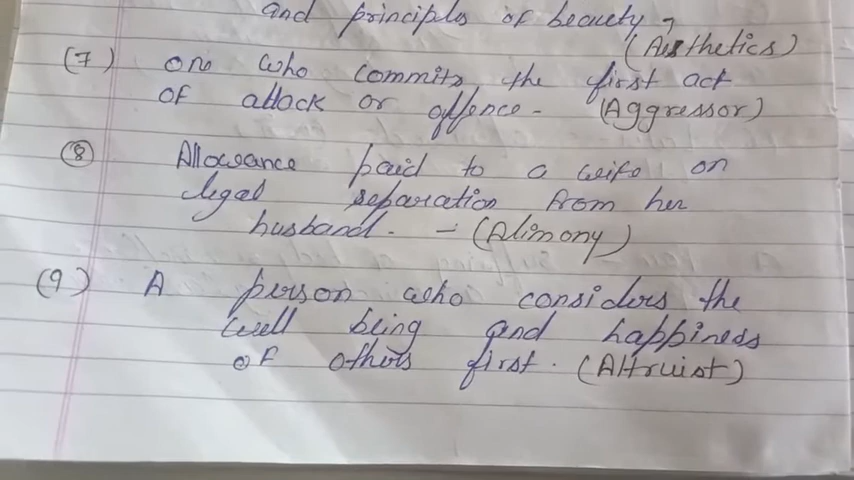 and principles of beauty,
(Aesthetics)
(7) one who commits the first act
of attack or offence - (Aggressor)
(8) Allowance paid to a wife on
legal separation from her
husband. - (Alimony)
(9) A person who considers the
well being and happiness
of others first. (Altruist)